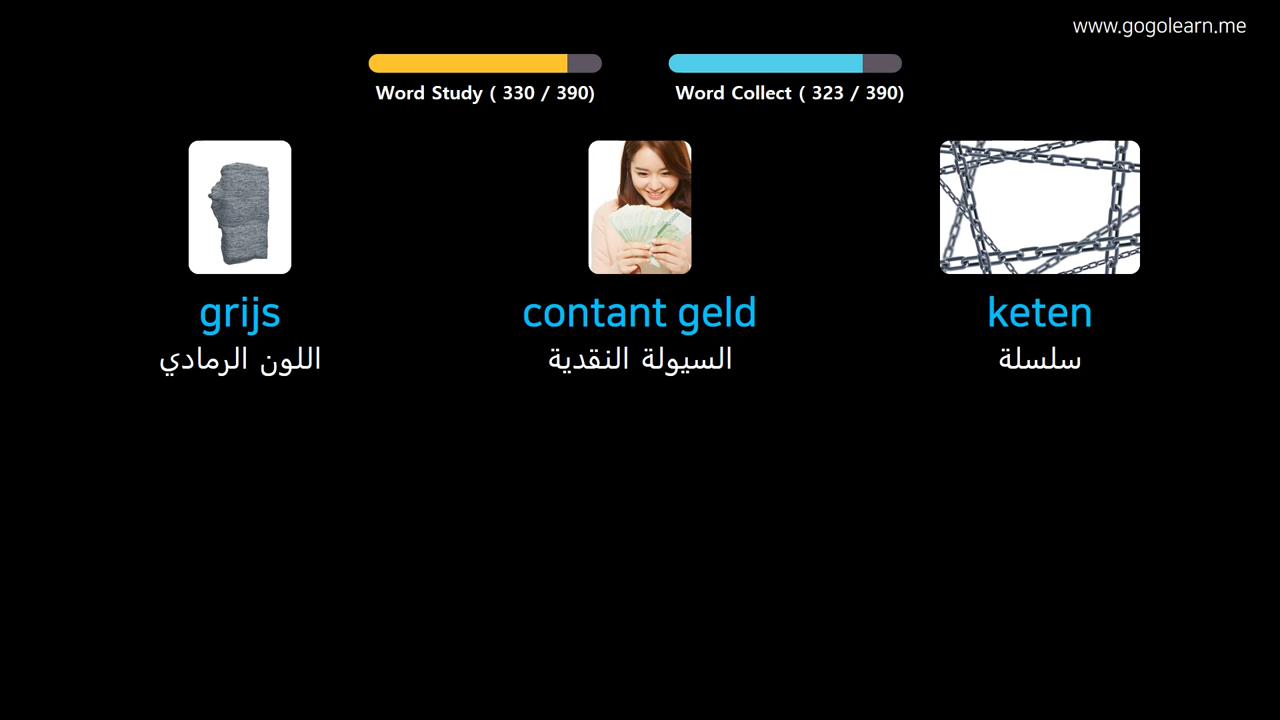 www.gogolearn.me
Word Study ( 330 / 390)
Word Collect ( 323 / 390)
grijs
contant geld
keten
اللون الرمادي
السيولة النقدية
سلسلة